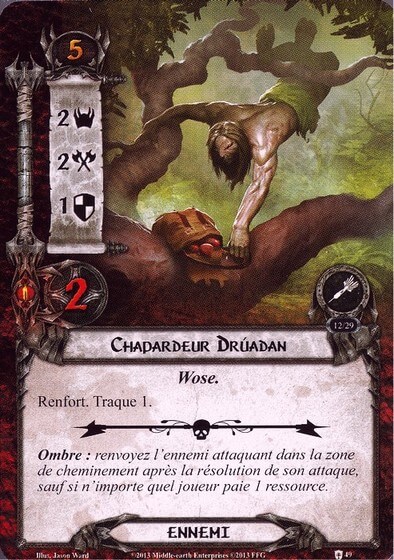 5
2
2
1
2
12/29
CHAPARDEUR DRÚADAN
Wose.
Renfort. Traque 1.
Ombre : renvoyez l'ennemi attaquant dans la zone
de cheminement après la résolution de son attaque,
sauf si n'importe quel joueur paie 1 ressource.
ENNEMI
Illus. Jason Ward ©2013 Middle-earth Enterprises ©2013 FFG 49